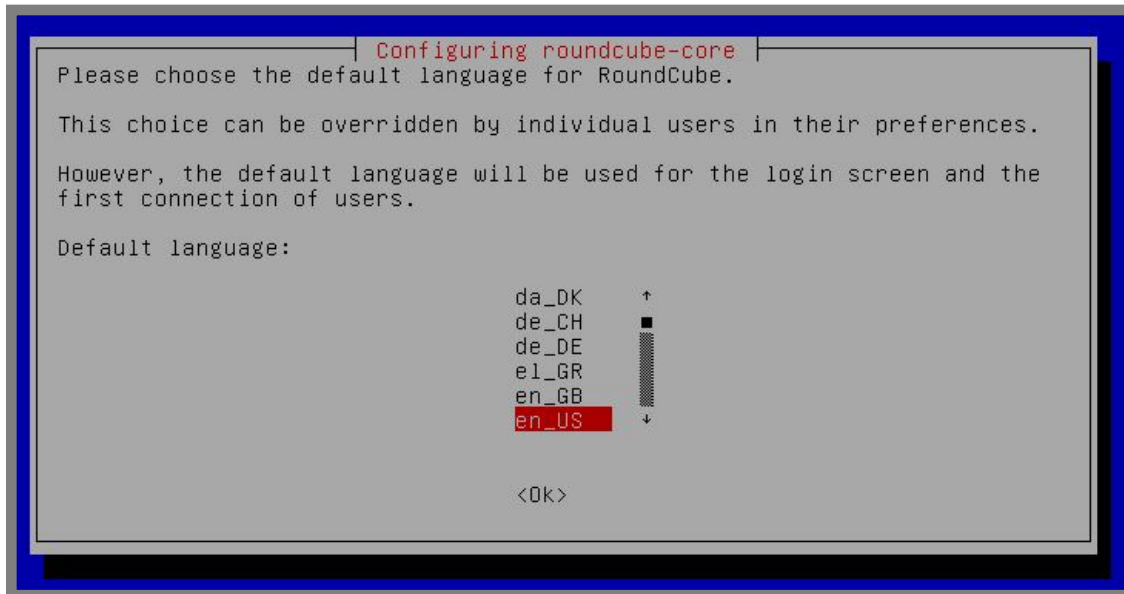 Configuring roundcube-core
Please choose the default language for RoundCube.
This choice can be overridden by individual users in their preferences.
However, the default language will be used for the login screen and the
first connection of users.
Default language:
da_DK
de_CH
de_DE
el_GR
en_GB
en_US
<Ok>